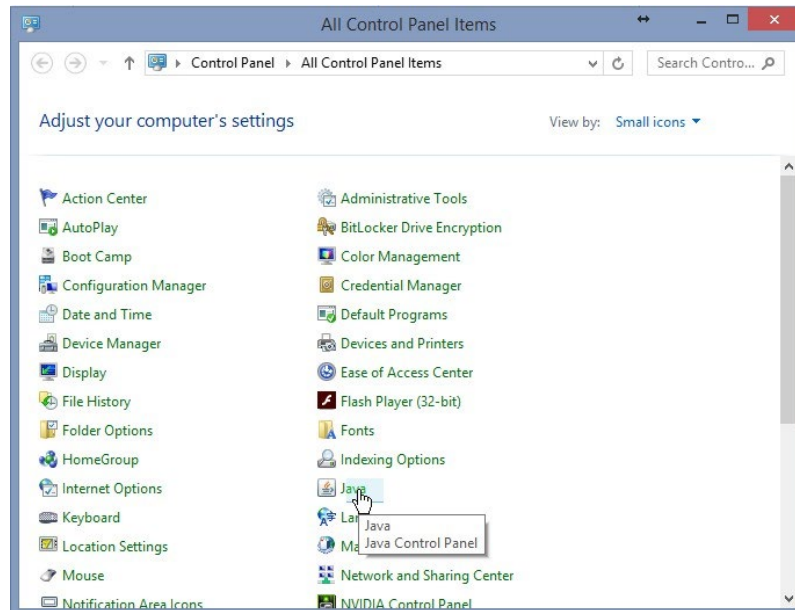 All Control Panel Items
Control Panel All Control Panel Items
Search Contro...
Adjust your computer's settings
View by: Small icons
Action Center
Administrative Tools
AutoPlay
BitLocker Drive Encryption
Boot Camp
Color Management
Configuration Manager
Credential Manager
Date and Time
Default Programs
Device Manager
Devices and Printers
Display
Ease of Access Center
File History
Flash Player (32-bit)
Folder Options
Fonts
HomeGroup
Indexing Options
Internet Options
Java
Keyboard
Java
Java Control Panel
Location Settings
Mouse
Network and Sharing Center
Notification Area Icons
NVIDIA Control Panel